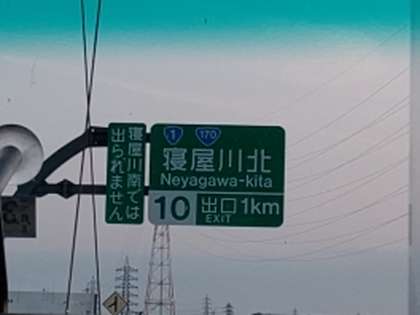 寝屋川南では
出られません
1 170
寝屋川北
Neyagawa-kita
10 出口 1km
EXIT